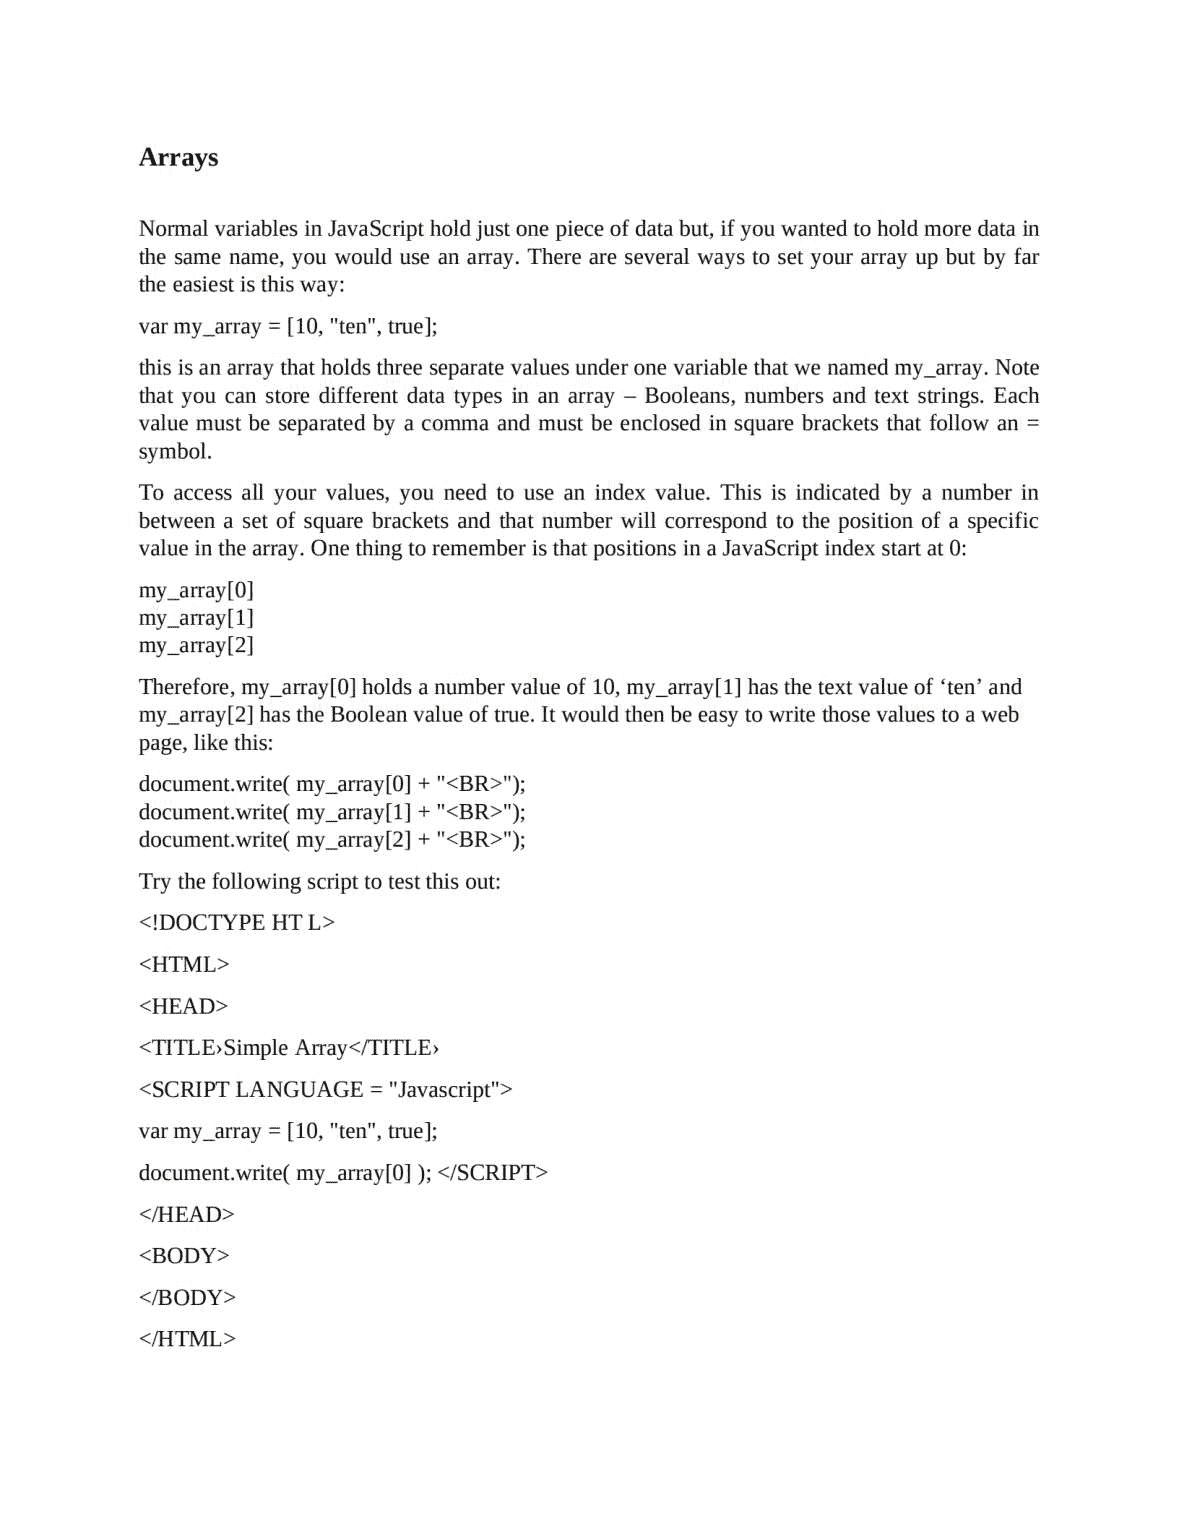 Arrays
Normal variables in JavaScript hold just one piece of data but, if you wanted to hold more data in
the same name, you would use an array. There are several ways to set your array up but by far
the easiest is this way:
var my_array = [10, "ten", true];
this is an array that holds three separate values under one variable that we named my_array. Note
that you can store different data types in an array – Booleans, numbers and text strings. Each
value must be separated by a comma and must be enclosed in square brackets that follow an =
symbol.
To access all your values, you need to use an index value. This is indicated by a number in
between a set of square brackets and that number will correspond to the position of a specific
value in the array. One thing to remember is that positions in a JavaScript index start at 0:
my_array[0]
my_array[1]
my_array[2]
Therefore, my_array[0] holds a number value of 10, my_array[1] has the text value of ‘ten’ and
my_array[2] has the Boolean value of true. It would then be easy to write those values to a web
page, like this:
document.write( my_array[0] + "<BR>");
document.write( my_array[1] + "<BR>");
document.write( my_array[2] + "<BR>");
Try the following script to test this out:
<!DOCTYPE HT L>
<HTML>
<HEAD>
<TITLE›Simple Array</TITLE›
<SCRIPT LANGUAGE = "Javascript">
var my_array = [10, "ten", true];
document.write( my_array[0] ); </SCRIPT>
</HEAD>
<BODY>
</BODY>
</HTML>